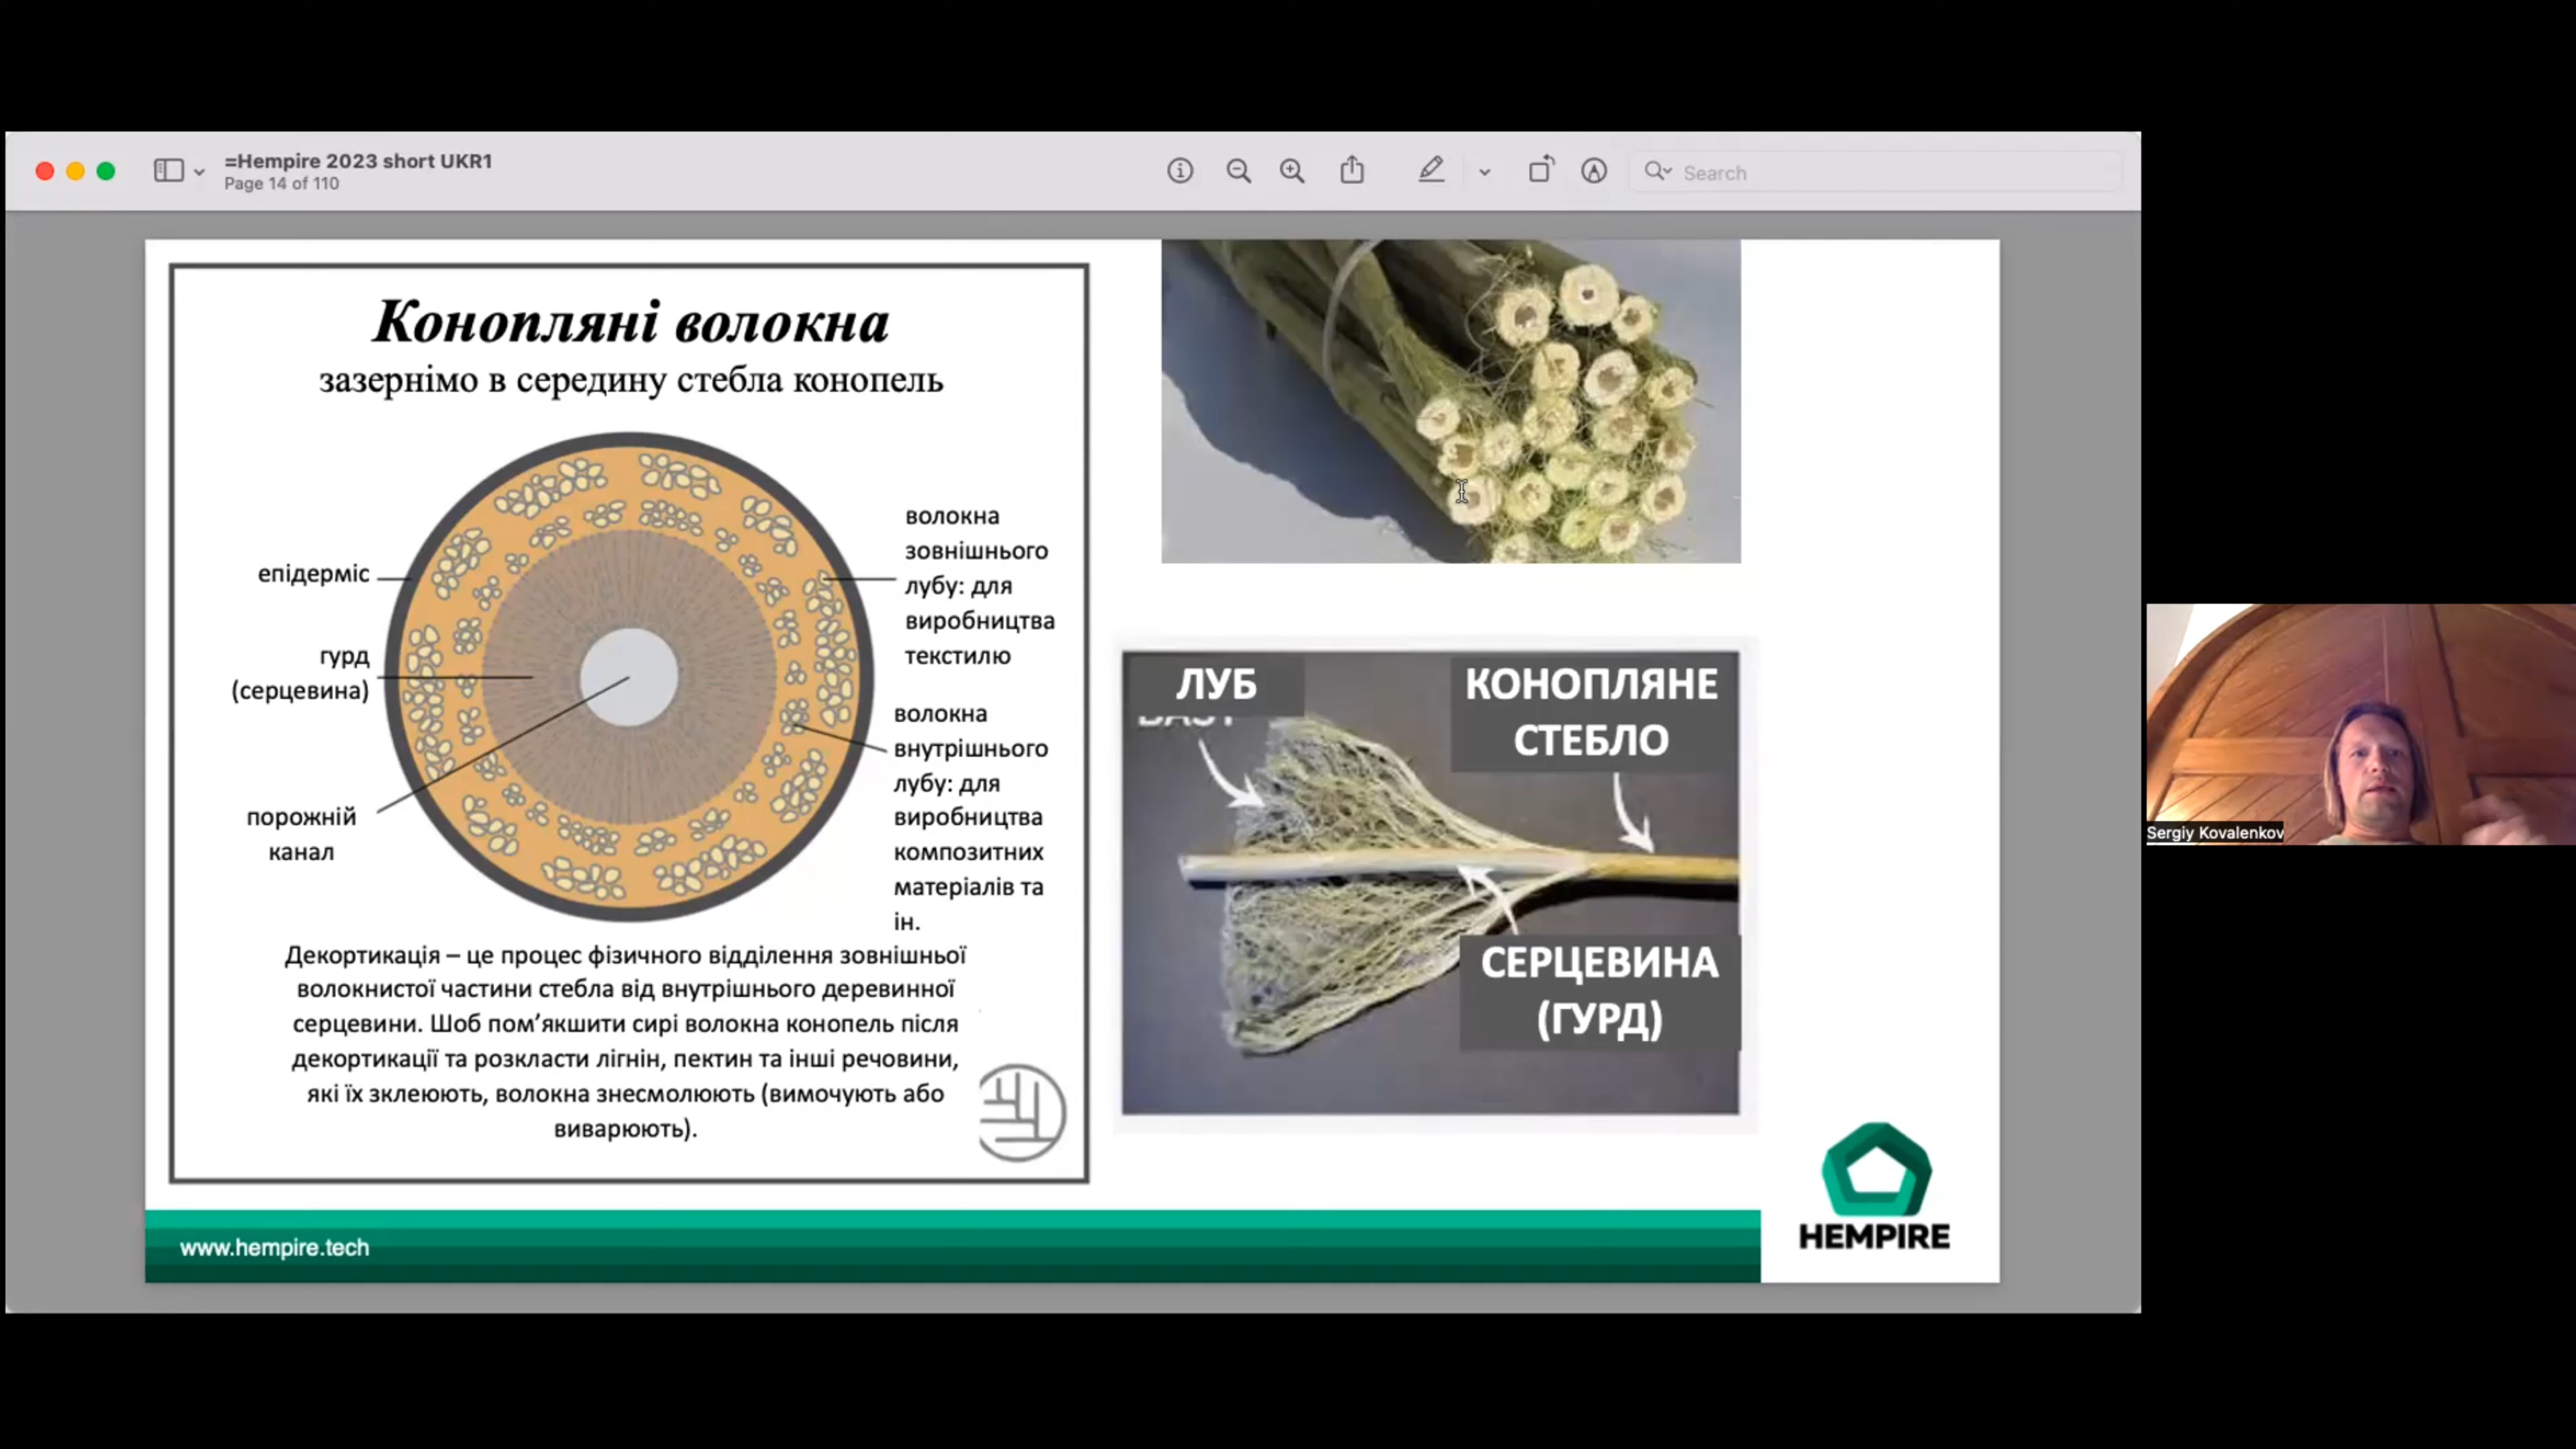 =Hempire 2023 short UKR1
Page 14 of 110
Search
Конопляні волокна
зазернімо в середину стебла конопель
епідерміс
гурд
(серцевина)
порожній
канал
волокна
зовнішнього
лубу: для
виробництва
текстилю
волокна
внутрішнього
лубу: для
виробництва
композитних
матеріалів та
ін.
Декортикація – це процес фізичного відділення зовнішньої
волокнистої частини стебла від внутрішнього деревинної
серцевини. Шоб пом’якшити сирі волокна конопель після
декортикації та розкласти лігнін, пектин та інші речовини,
які їх зклеюють, волокна знесмолюють (вимочують або
виварюють).
ЛУБ
BAST
КОНОПЛЯНЕ
СТЕБЛО
СЕРЦЕВИНА
(ГУРД)
www.hempire.tech
HEMPIRE
Sergiy Kovalenkov